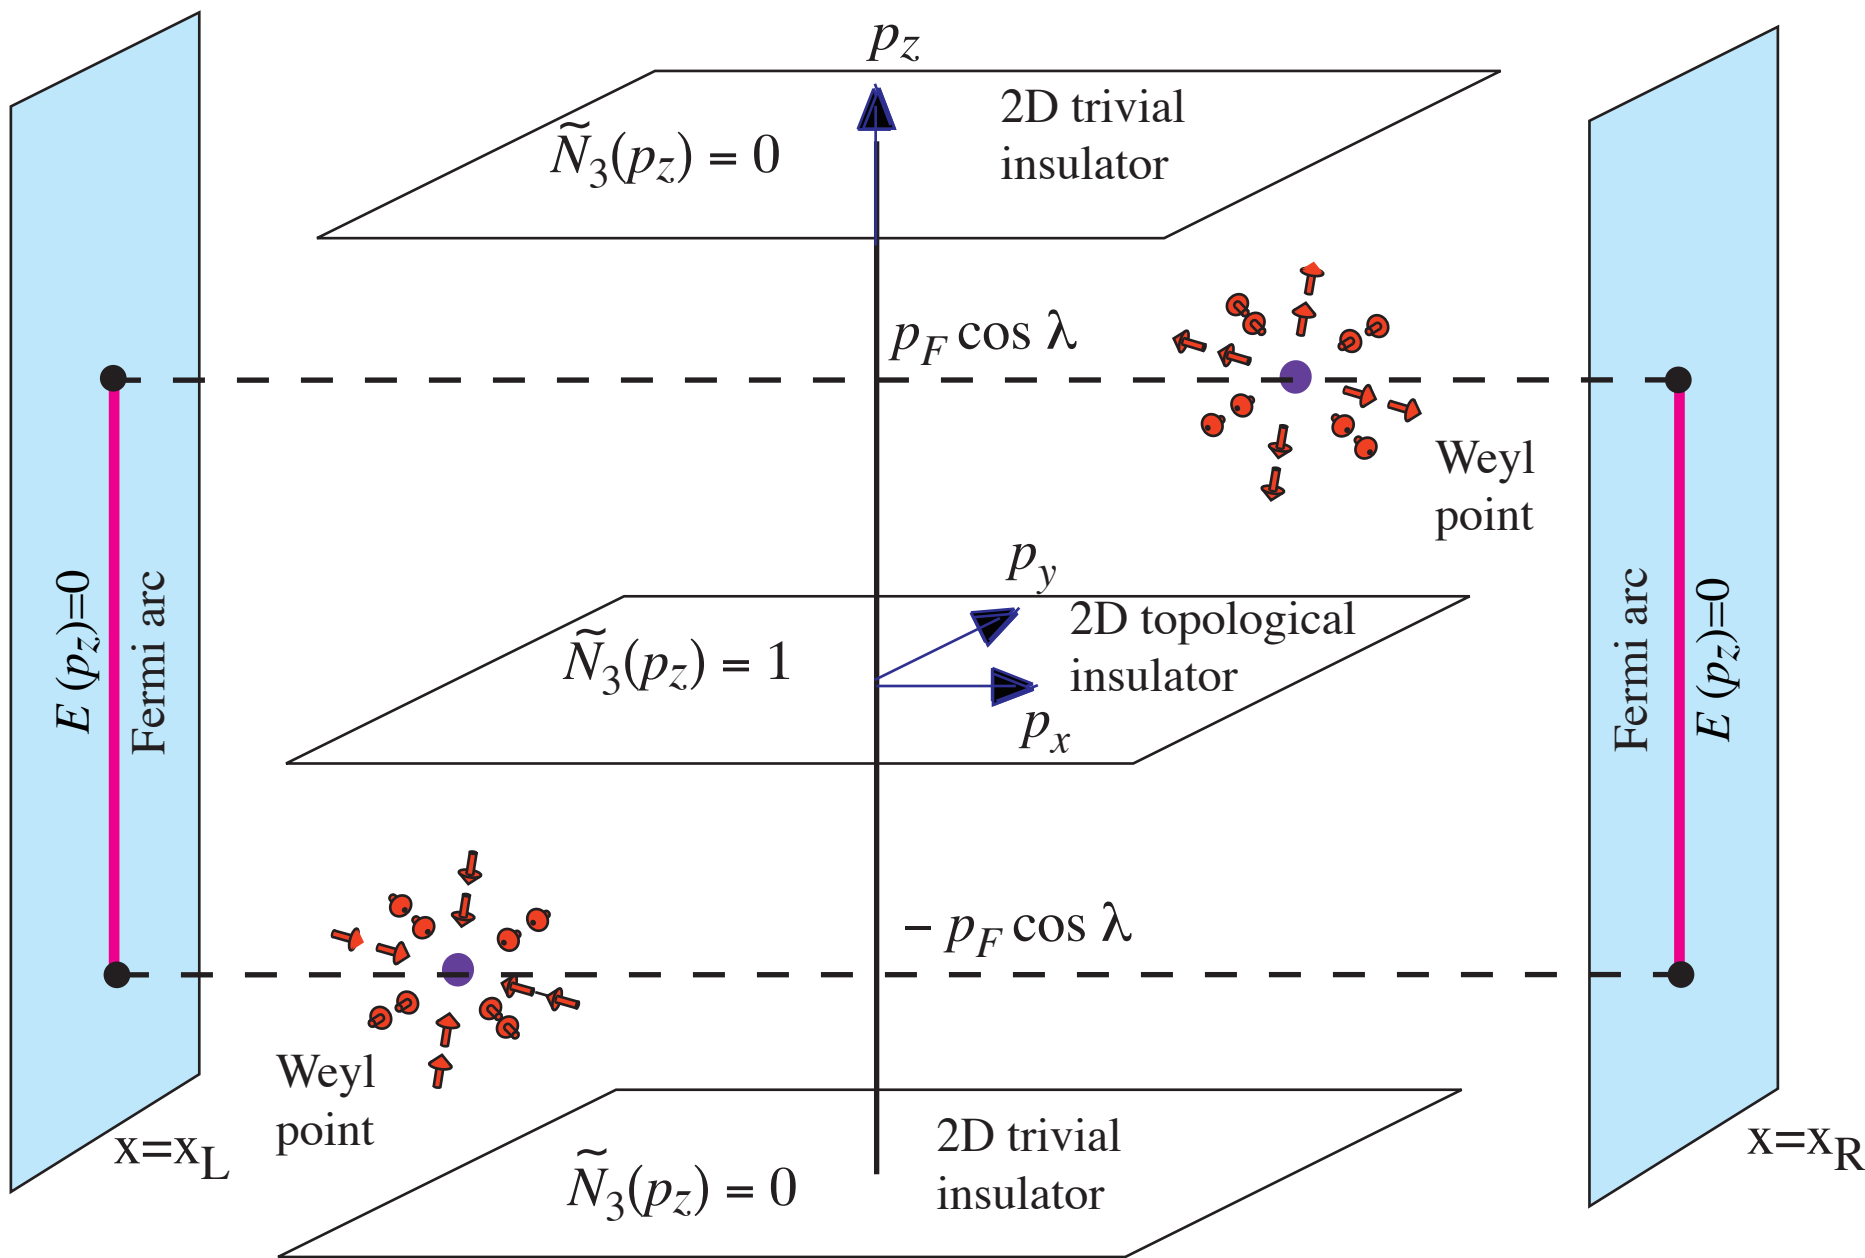 p_z
2D trivial
insulator
Ñ_3(p_z) = 0
p_F cos λ
Weyl
point
p_y
2D topological
insulator
Ñ_3(p_z) = 1
p_x
E (p_z)=0
Fermi arc
Fermi arc
E (p_z)=0
– p_F cos λ
Weyl
point
2D trivial
insulator
Ñ_3(p_z) = 0
x=x_L
x=x_R